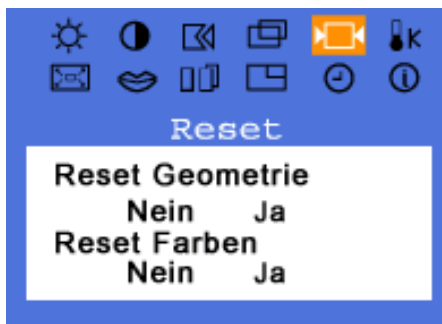 K
Reset
Reset Geometrie
Nein Ja
Reset Farben
Nein Ja